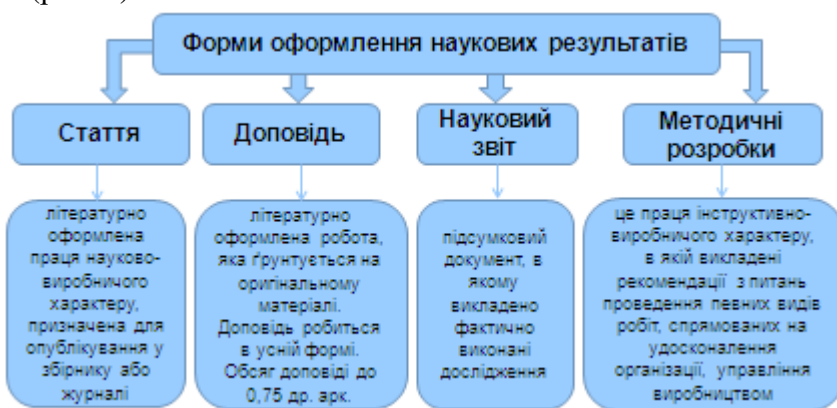 Форми оформлення наукових результатів
Стаття
Доповідь
Науковий
звіт
Методичні
розробки
літературно
оформлена
праця науково-
виробничого
характеру,
призначена для
опублікування у
збірнику або
журналі
літературно
оформлена робота,
яка ґрунтується на
оригінальному
матеріалі.
Доповідь робиться
в усній формі.
Обсяг доповіді до
0,75 др. арк.
підсумковий
документ, в
якому
викладено
фактично
виконані
дослідження
це праця інструктивно-
виробничого характеру,
в якій викладені
рекомендації з питань
проведення певних видів
робіт, спрямованих на
удосконалення
організації, управління
виробництвом